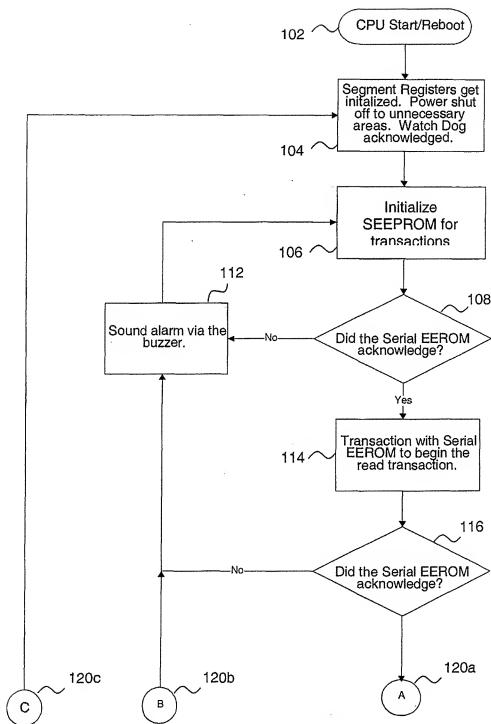 CPU Start/Reboot
102
Segment Registers get
initalized. Power shut
off to unnecessary
areas. Watch Dog
acknowledged.
104
Initialize
SEEPROM for
transactions
106
112
108
Sound alarm via the
buzzer.
No
Did the Serial EEROM
acknowledge?
Yes
Transaction with Serial
EEROM to begin the
read transaction.
114
116
No
Did the Serial EEROM
acknowledge?
120c
120b
120a
C
B
A